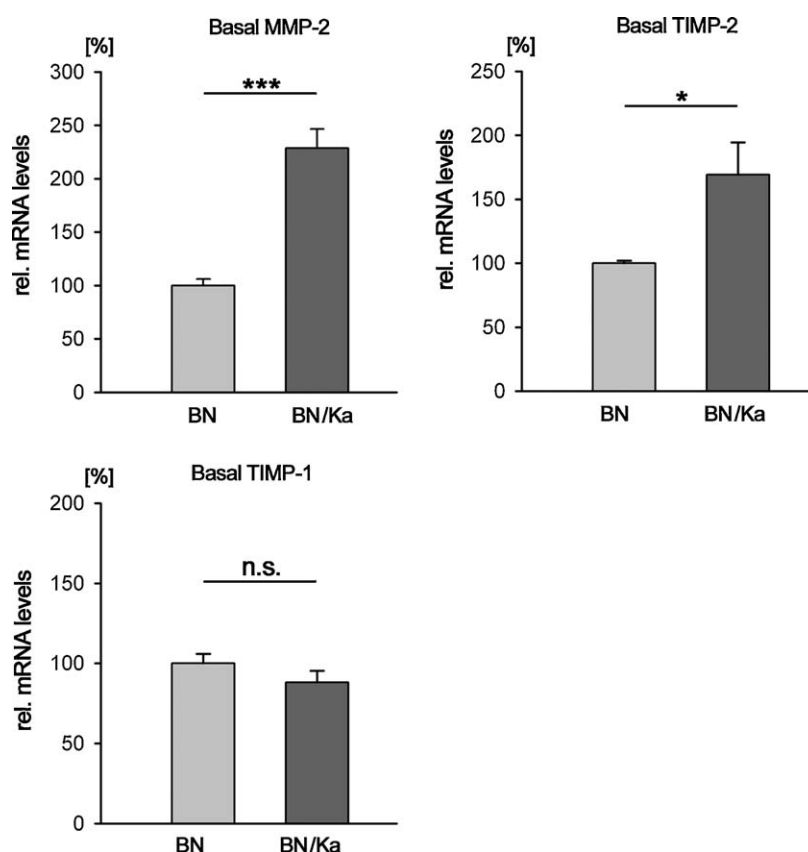 Basal MMP-2
[%]
300
250
200
150
100
50
0
rel. mRNA levels
***
BN
BN/Ka
Basal TIMP-2
[%]
250
200
150
100
50
0
rel. mRNA levels
*
BN
BN/Ka
Basal TIMP-1
[%]
200
150
100
50
0
rel. mRNA levels
n.s.
BN
BN/Ka